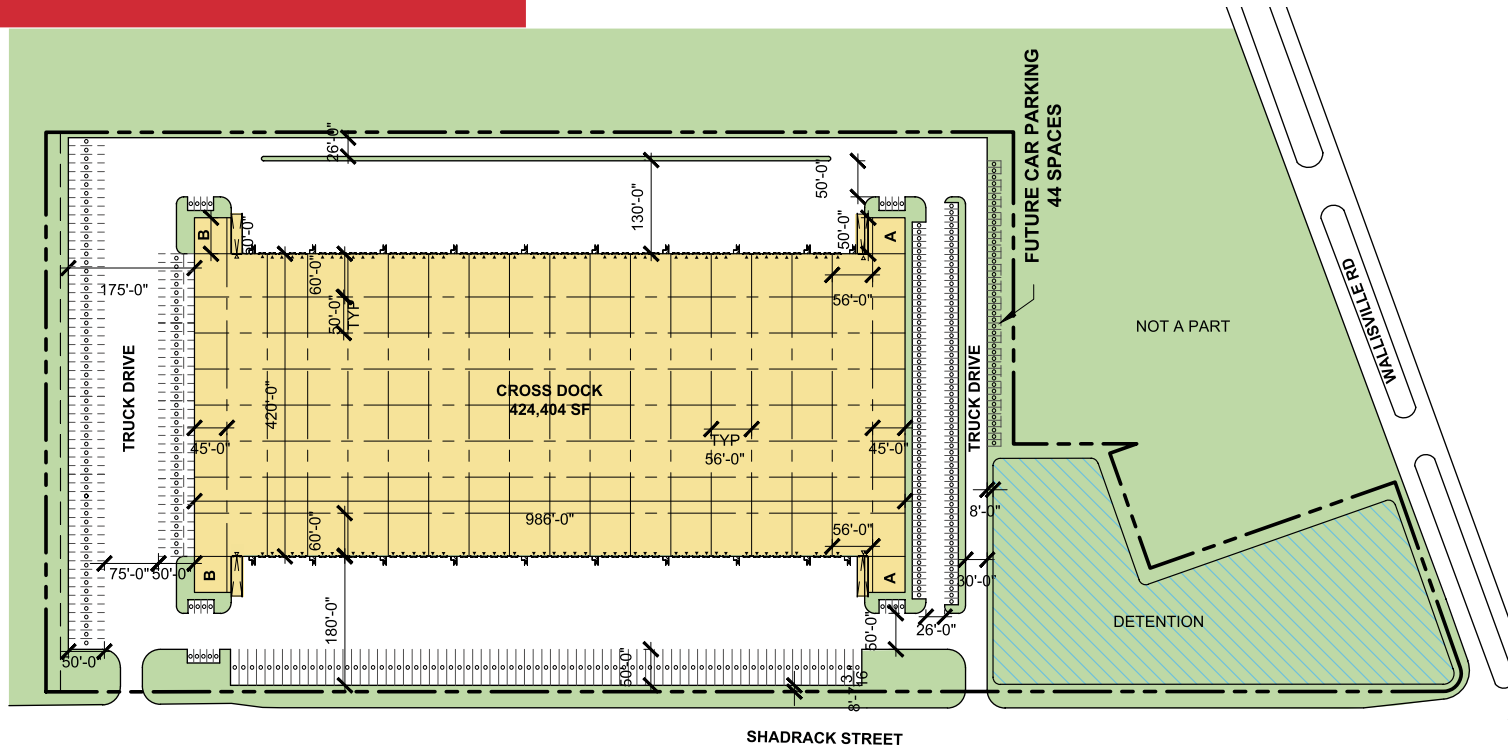 FUTURE CAR PARKING
44 SPACES
26'-0"
50'-0"
130'-0"
B
50'-0"
A
WALLISVILLE RD
175'-0"
60'-0"
56'-0"
50'-0"
TYP
NOT A PART
TRUCK DRIVE
TRUCK DRIVE
CROSS DOCK
424,404 SF
420'-0"
45'-0"
TYP
56'-0"
45'-0"
8'-0"
986'-0"
60'-0"
56'-0"
75'-0"
50'-0"
B
A
30'-0"
180'-0"
50'-0"
26'-0"
DETENTION
50'-0"
50'-0"
SHADRACK STREET